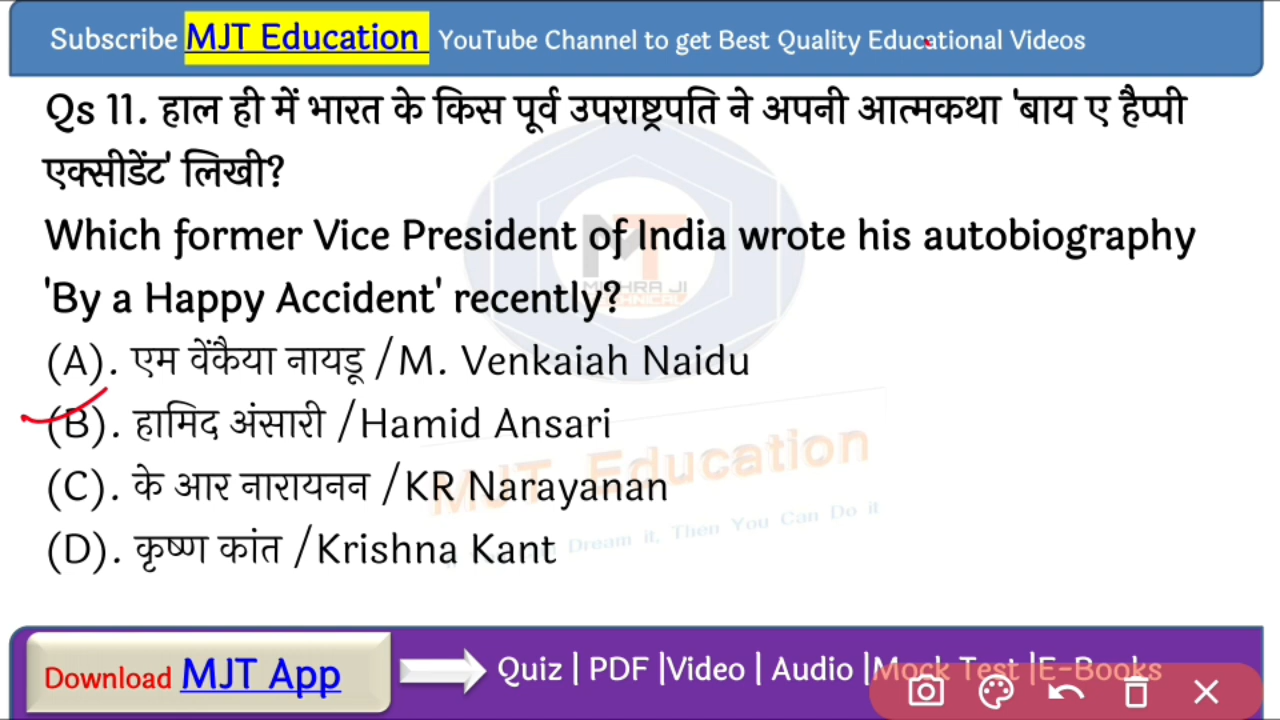 Subscribe MJT Education YouTube Channel to get Best Quality Educational Videos
Qs 11. हाल ही में भारत के किस पूर्व उपराष्ट्रपति ने अपनी आत्मकथा 'बाय ए हैप्पी
एक्सीडेंट' लिखी?
Which former Vice President of India wrote his autobiography
'By a Happy Accident' recently?
(A). एम वेंकैया नायडू /M. Venkaiah Naidu
(B). हामिद अंसारी /Hamid Ansari
(C). के आर नारायनन /KR Narayanan
(D). कृष्ण कांत /Krishna Kant
MJT Education
Dream it, Then You Can Do it
Download MJT App
Quiz | PDF |Video | Audio |Mock Test |E-Books